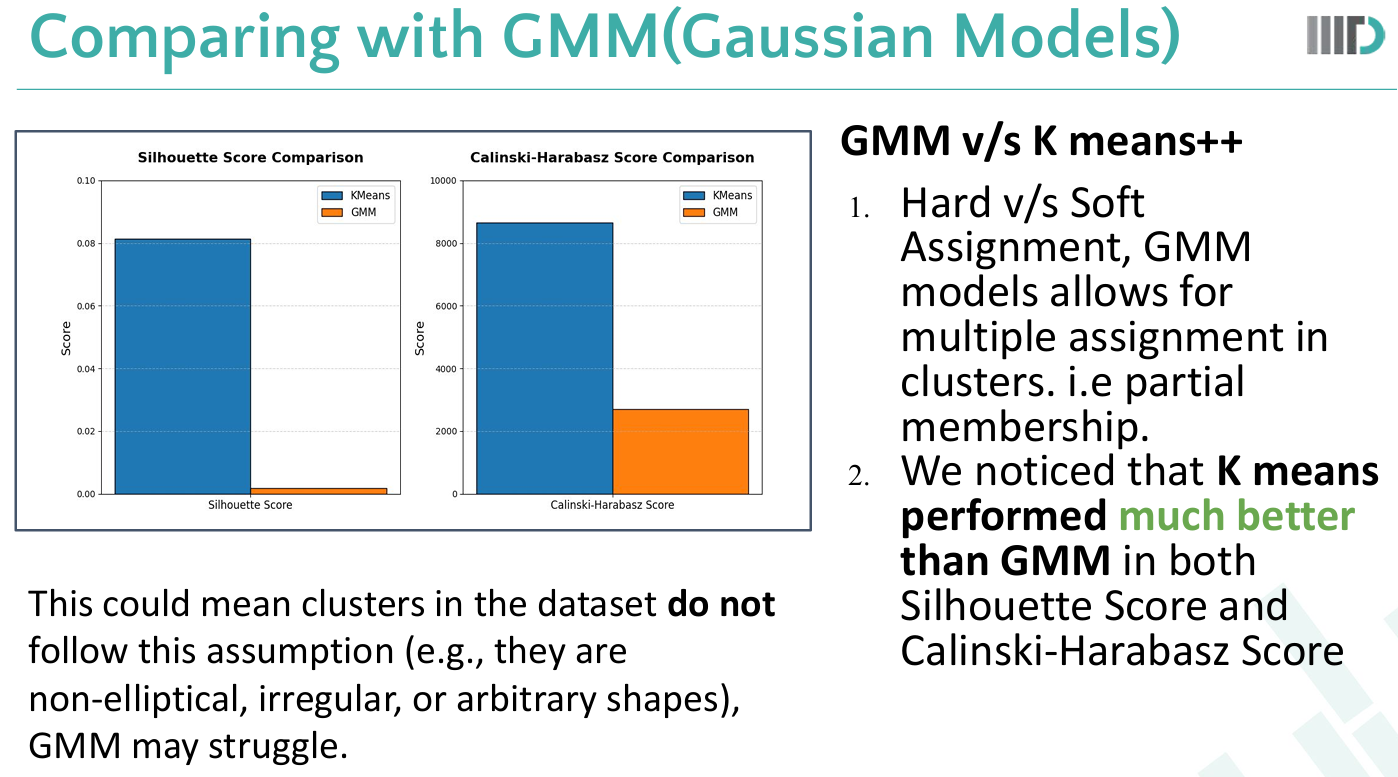 Comparing with GMM(Gaussian Models)
IIITD
Silhouette Score Comparison
0.10
0.08
0.06
0.04
0.02
0.00
Score
KMeans
GMM
Silhouette Score
Calinski-Harabasz Score Comparison
10000
8000
6000
4000
2000
0
Score
KMeans
GMM
Calinski-Harabasz Score
This could mean clusters in the dataset do not
follow this assumption (e.g., they are
non-elliptical, irregular, or arbitrary shapes),
GMM may struggle.
GMM v/s K means++
1. Hard v/s Soft
Assignment, GMM
models allows for
multiple assignment in
clusters. i.e partial
membership.
2. We noticed that K means
performed much better
than GMM in both
Silhouette Score and
Calinski-Harabasz Score